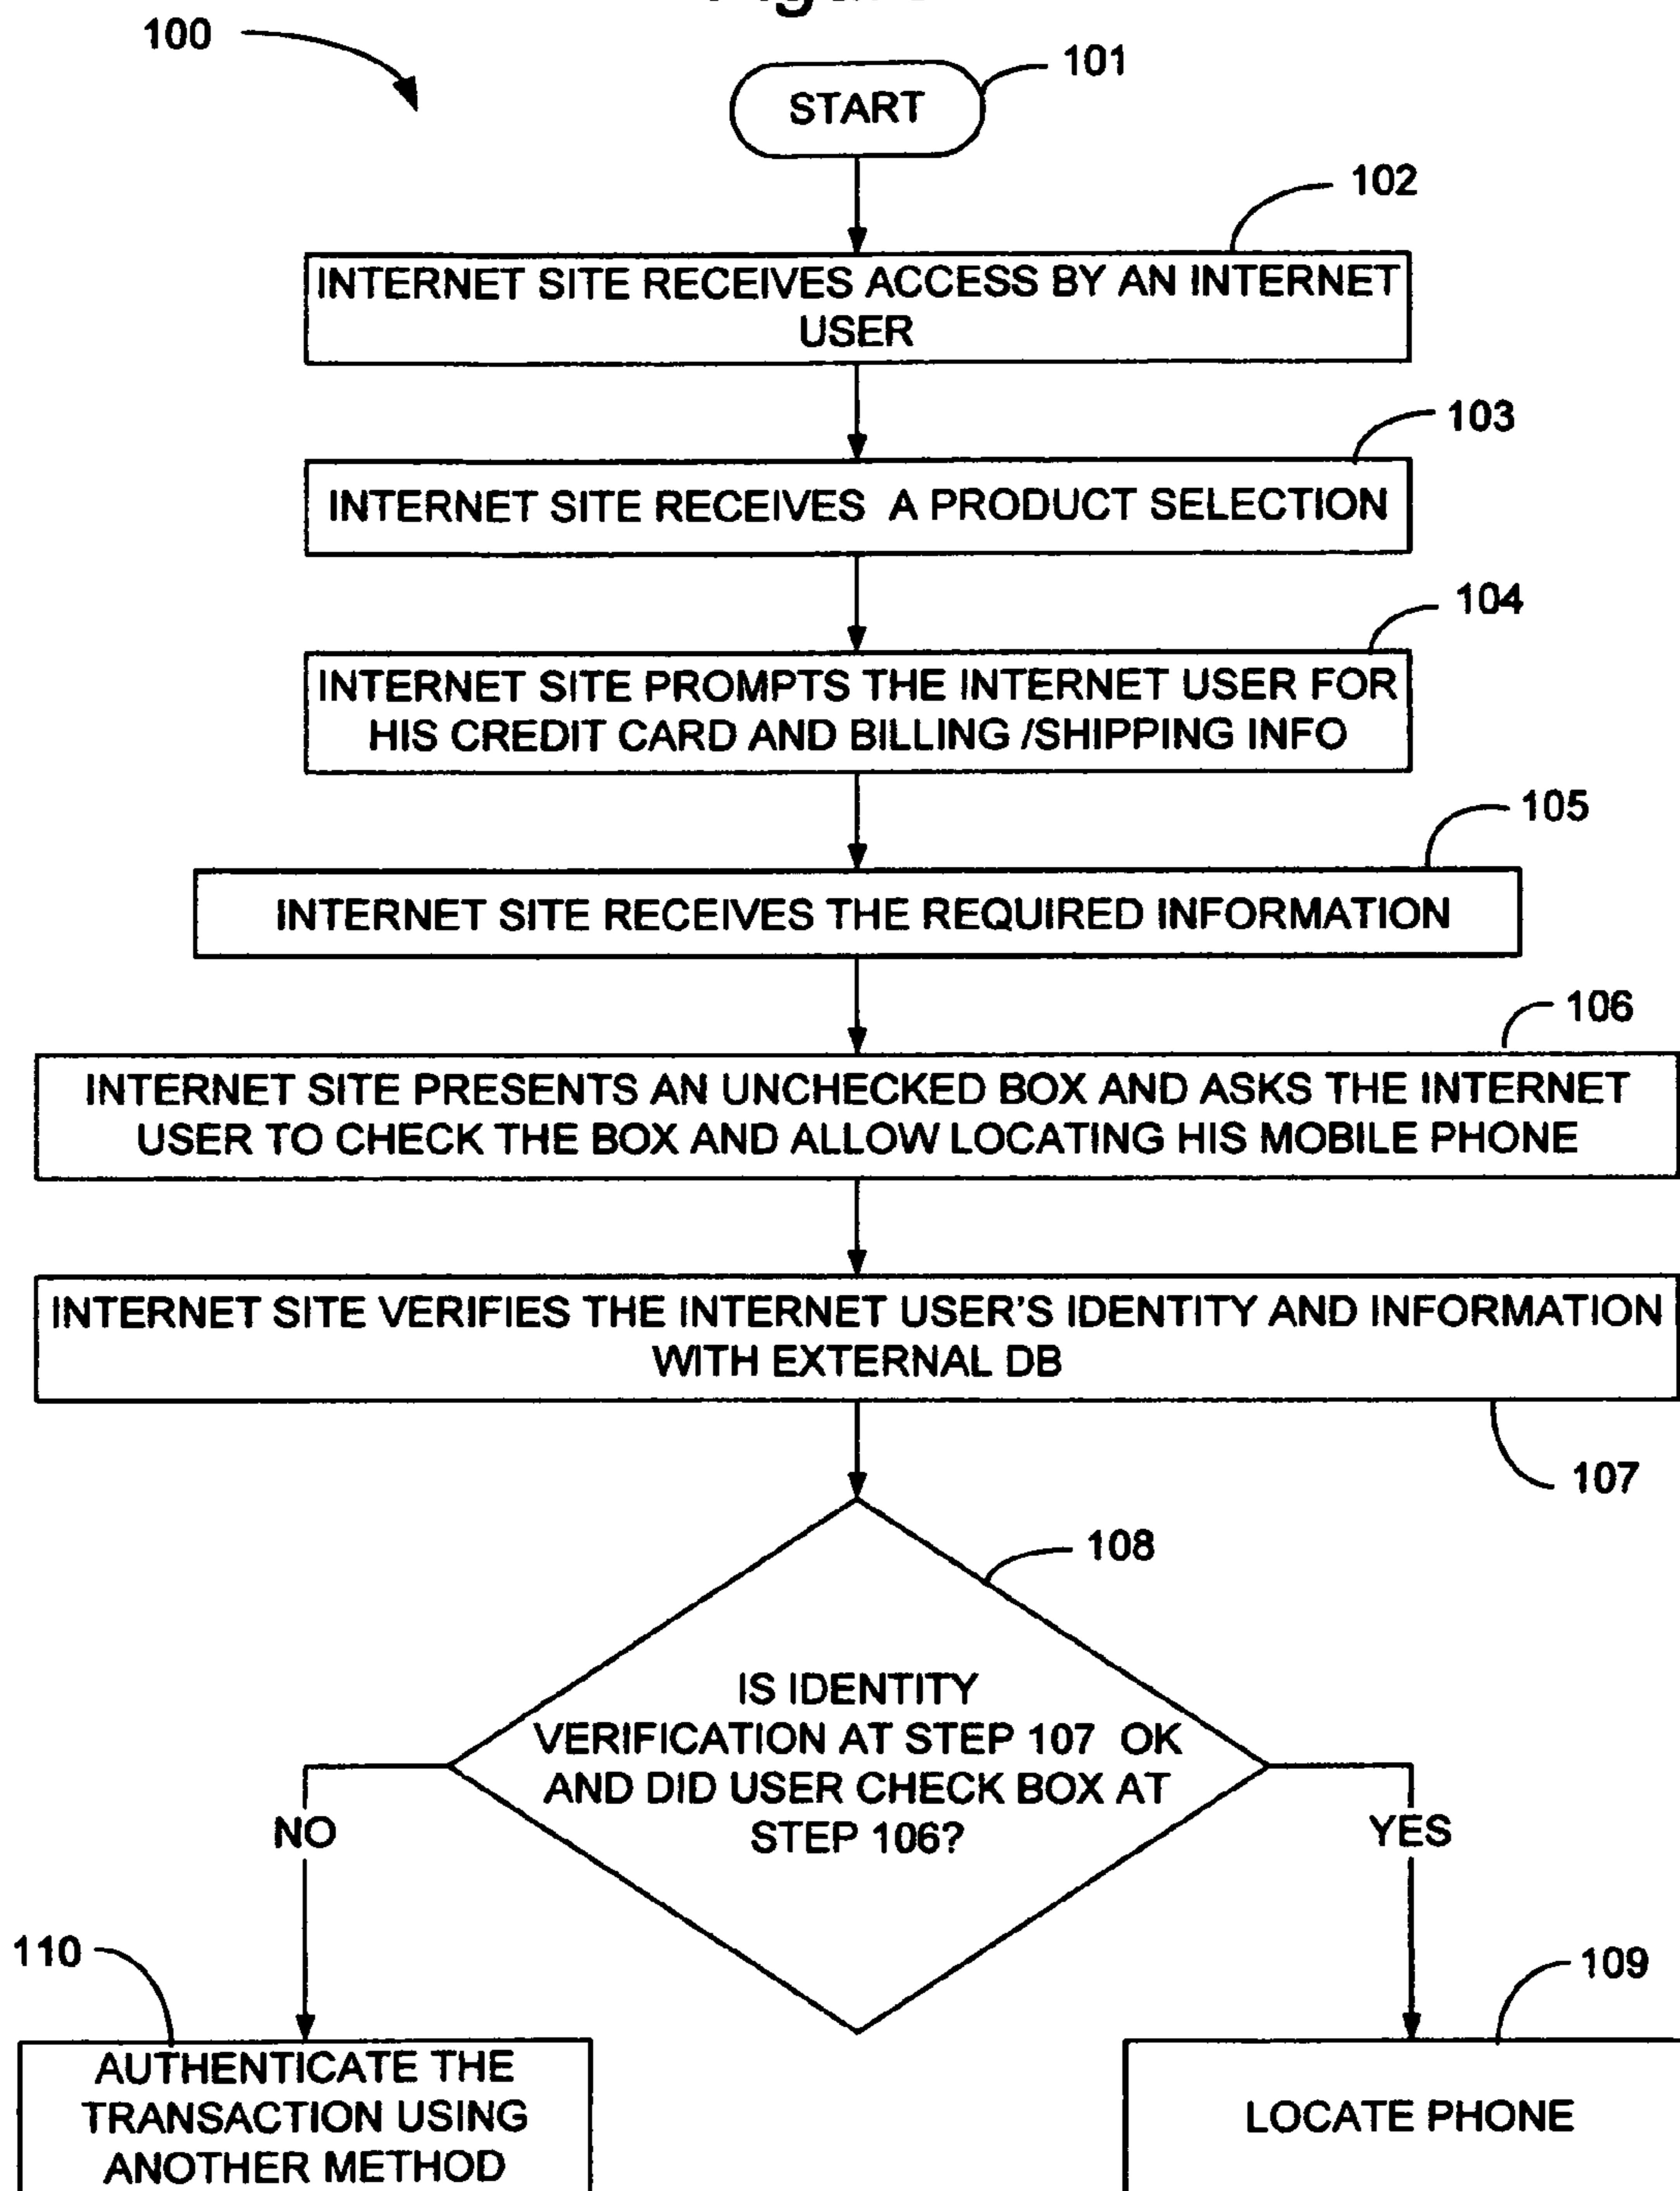 100
101
START
102
INTERNET SITE RECEIVES ACCESS BY AN INTERNET
USER
103
INTERNET SITE RECEIVES A PRODUCT SELECTION
104
INTERNET SITE PROMPTS THE INTERNET USER FOR
HIS CREDIT CARD AND BILLING /SHIPPING INFO
105
INTERNET SITE RECEIVES THE REQUIRED INFORMATION
106
INTERNET SITE PRESENTS AN UNCHECKED BOX AND ASKS THE INTERNET
USER TO CHECK THE BOX AND ALLOW LOCATING HIS MOBILE PHONE
INTERNET SITE VERIFIES THE INTERNET USER'S IDENTITY AND INFORMATION
WITH EXTERNAL DB
107
108
IS IDENTITY
VERIFICATION AT STEP 107 OK
AND DID USER CHECK BOX AT
STEP 106?
NO
YES
110
109
AUTHENTICATE THE
TRANSACTION USING
ANOTHER METHOD
LOCATE PHONE